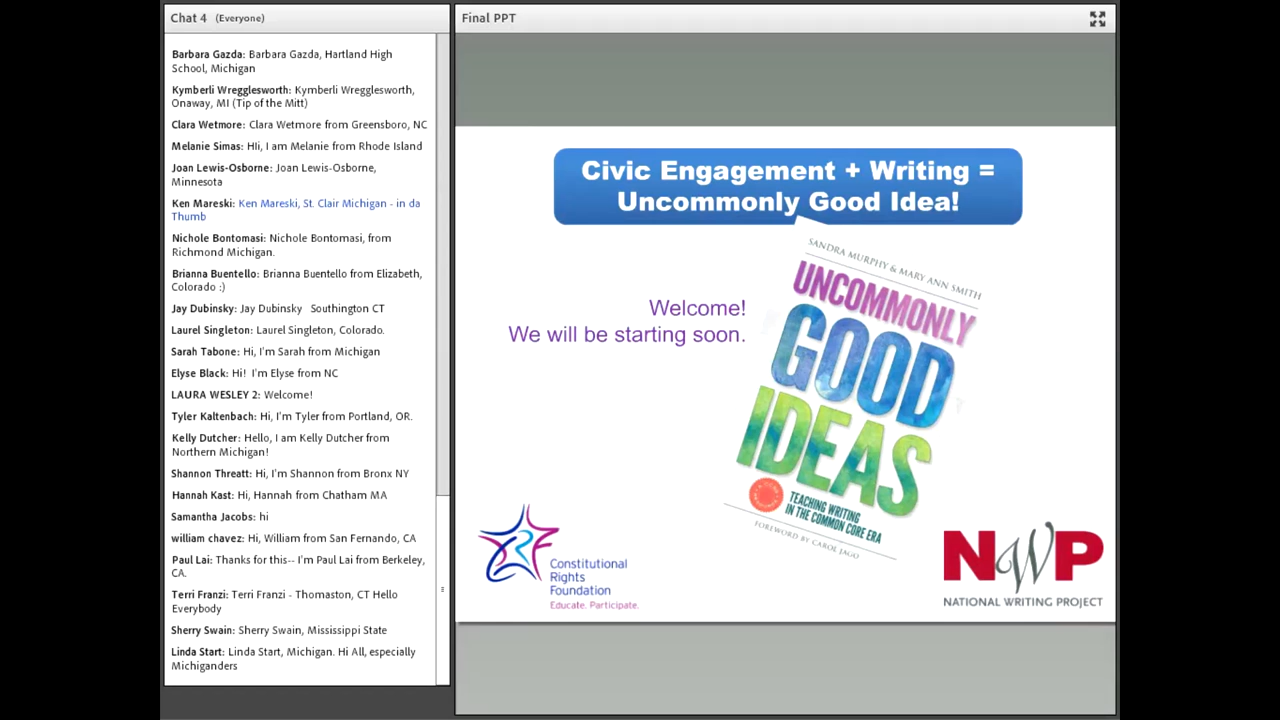 Chat 4 (Everyone)
Barbara Gazda: Barbara Gazda, Hartland High
School, Michigan
Kymberli Wregglesworth: Kymberli Wregglesworth,
Onaway, MI (Tip of the Mitt)
Clara Wetmore: Clara Wetmore from Greensboro, NC
Melanie Simas: HIi, I am Melanie from Rhode Island
Joan Lewis-Osborne: Joan Lewis-Osborne,
Minnesota
Ken Mareski: Ken Mareski, St. Clair Michigan - in da
Thumb
Nichole Bontomasi: Nichole Bontomasi, from
Richmond Michigan.
Brianna Buentello: Brianna Buentello from Elizabeth,
Colorado :)
Jay Dubinsky: Jay Dubinsky Southington CT
Laurel Singleton: Laurel Singleton, Colorado.
Sarah Tabone: Hi, I'm Sarah from Michigan
Elyse Black: Hi! I'm Elyse from NC
LAURA WESLEY 2: Welcome!
Tyler Kaltenbach: Hi, I'm Tyler from Portland, OR.
Kelly Dutcher: Hello, I am Kelly Dutcher from
Northern Michigan!
Shannon Threatt: Hi, I'm Shannon from Bronx NY
Hannah Kast: Hi, Hannah from Chatham MA
Samantha Jacobs: hi
william chavez: Hi, William from San Fernando, CA
Paul Lai: Thanks for this-- I'm Paul Lai from Berkeley,
CA.
Terri Franzi: Terri Franzi - Thomaston, CT Hello
Everybody
Sherry Swain: Sherry Swain, Mississippi State
Linda Start: Linda Start, Michigan. Hi All, especially
Michiganders
Final PPT
Civic Engagement + Writing =
Uncommonly Good Idea!
Welcome!
We will be starting soon.
SANDRA MURPHY & MARY ANN SMITH
UNCOMMONLY
GOOD
IDEAS
TEACHING WRITING
IN THE COMMON CORE ERA
FOREWORD BY CAROL JAGO
CRF
Constitutional
Rights
Foundation
Educate. Participate.
NWP
NATIONAL WRITING PROJECT